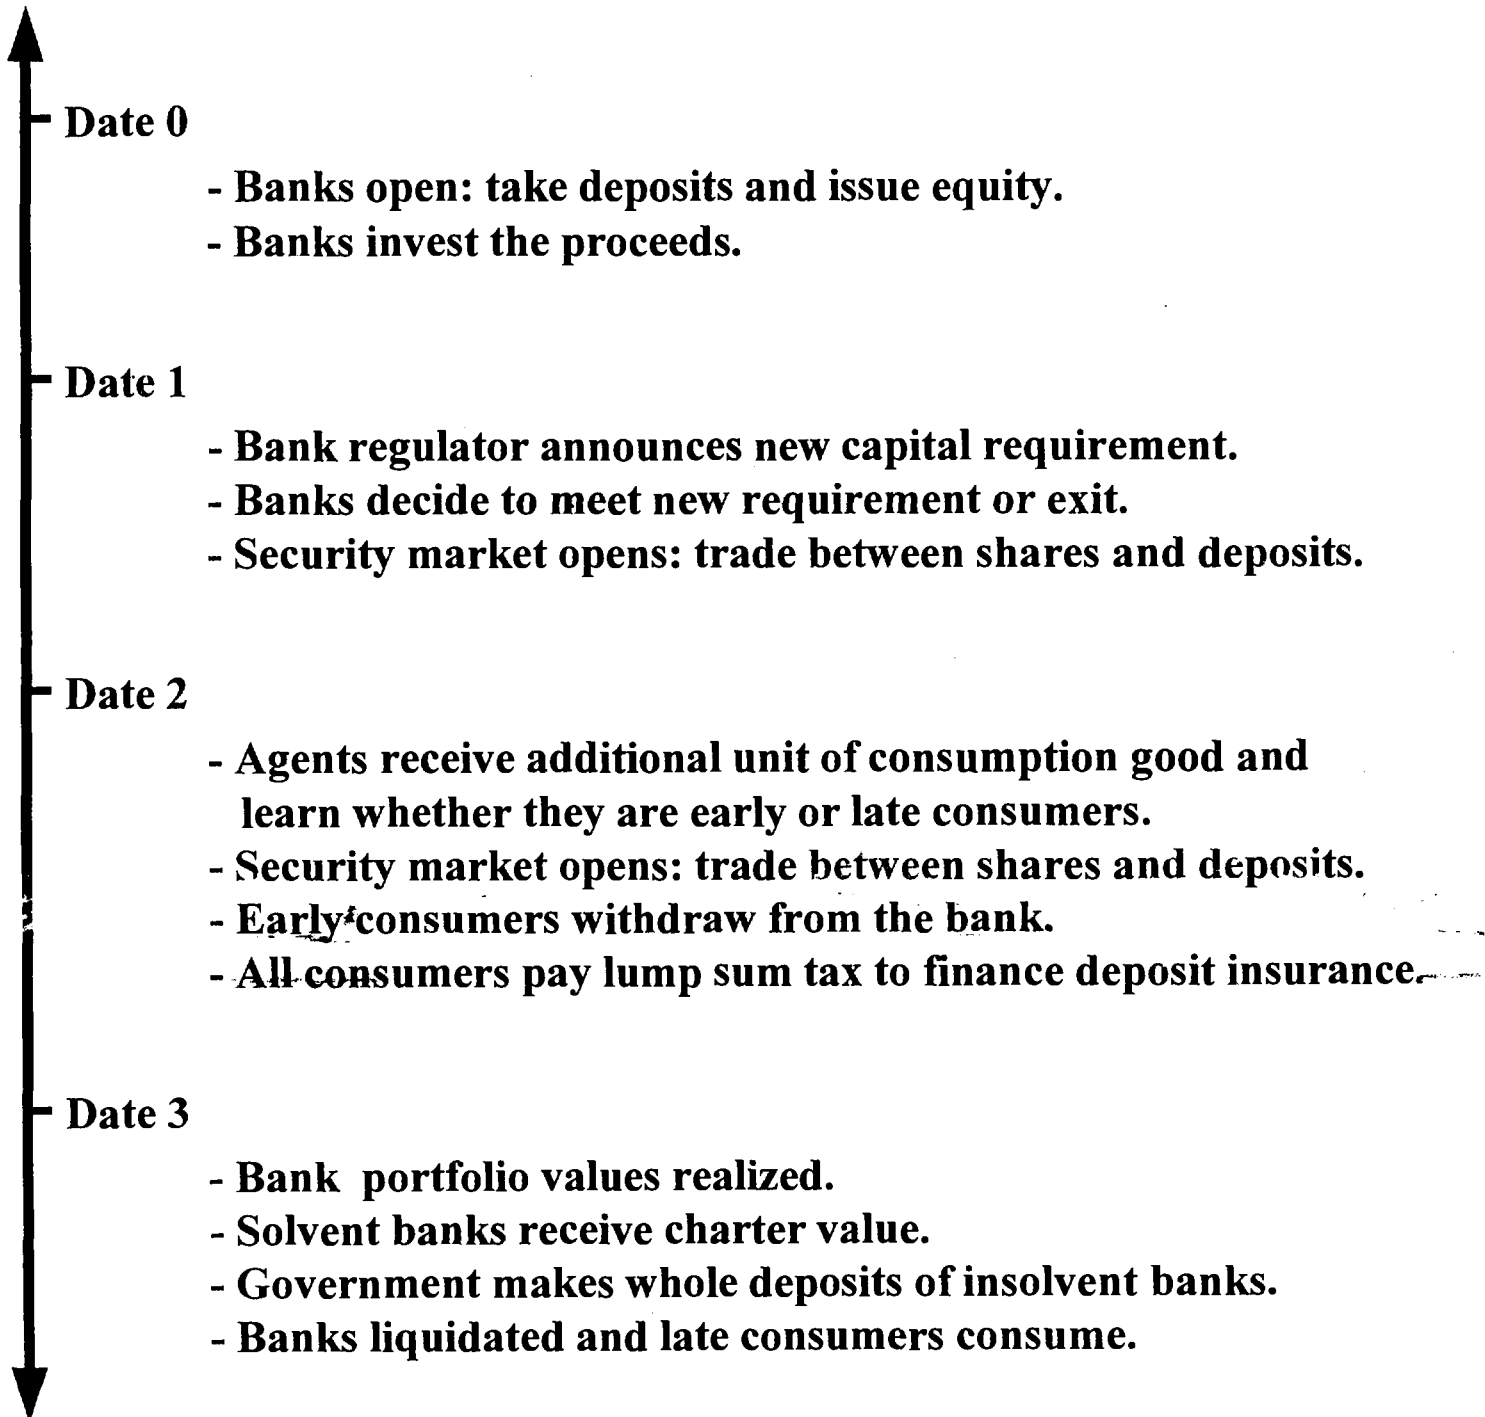 Date 0
- Banks open: take deposits and issue equity.
- Banks invest the proceeds.
Date 1
- Bank regulator announces new capital requirement.
- Banks decide to meet new requirement or exit.
- Security market opens: trade between shares and deposits.
Date 2
- Agents receive additional unit of consumption good and
learn whether they are early or late consumers.
- Security market opens: trade between shares and deposits.
- Early consumers withdraw from the bank.
- All consumers pay lump sum tax to finance deposit insurance.
Date 3
- Bank portfolio values realized.
- Solvent banks receive charter value.
- Government makes whole deposits of insolvent banks.
- Banks liquidated and late consumers consume.